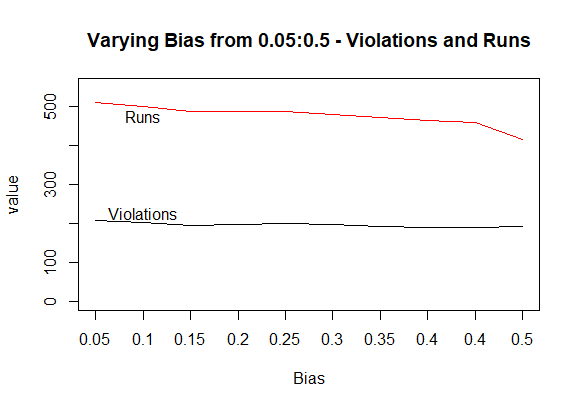 Varying Bias from 0.05:0.5 - Violations and Runs
500
300
100
0
value
Runs
Violations
0.05 0.1 0.15 0.2 0.25 0.3 0.35 0.4 0.4 0.5
Bias